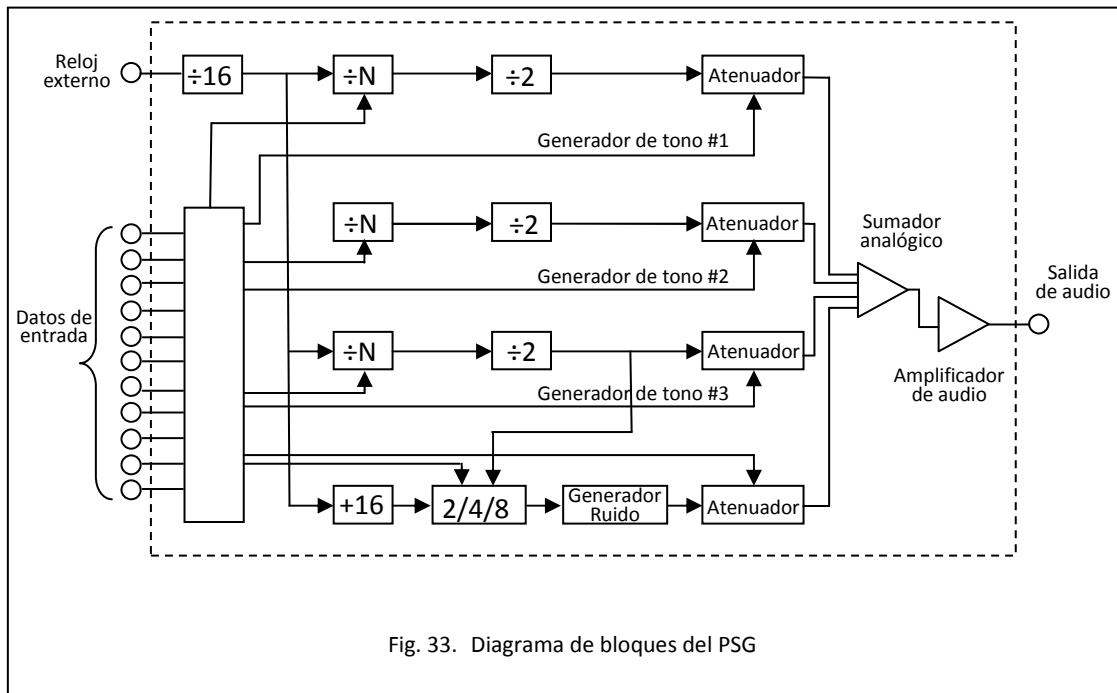 Reloj
externo
÷16
÷N
÷2
Atenuador
Generador de tono #1
÷N
÷2
Atenuador
Generador de tono #2
Sumador
analógico
Salida
de audio
Datos de
entrada
÷N
÷2
Atenuador
Generador de tono #3
Amplificador
de audio
+16
2/4/8
Generador
Ruido
Atenuador
Fig. 33. Diagrama de bloques del PSG